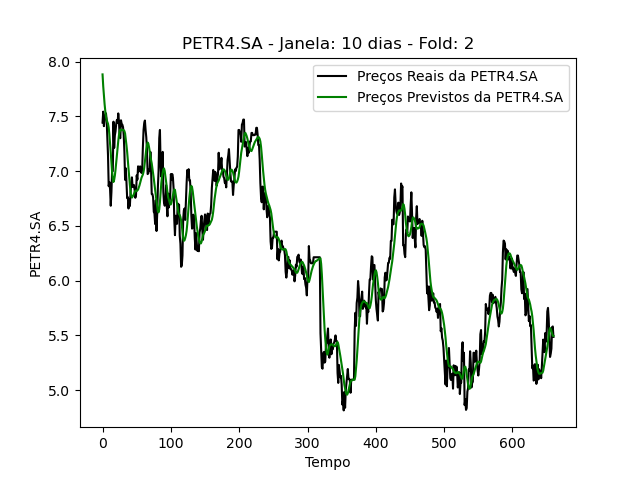 PETR4.SA - Janela: 10 dias - Fold: 2
Preços Reais da PETR4.SA
Preços Previstos da PETR4.SA
8.0
7.5
7.0
6.5
6.0
5.5
5.0
PETR4.SA
0 100 200 300 400 500 600
Tempo